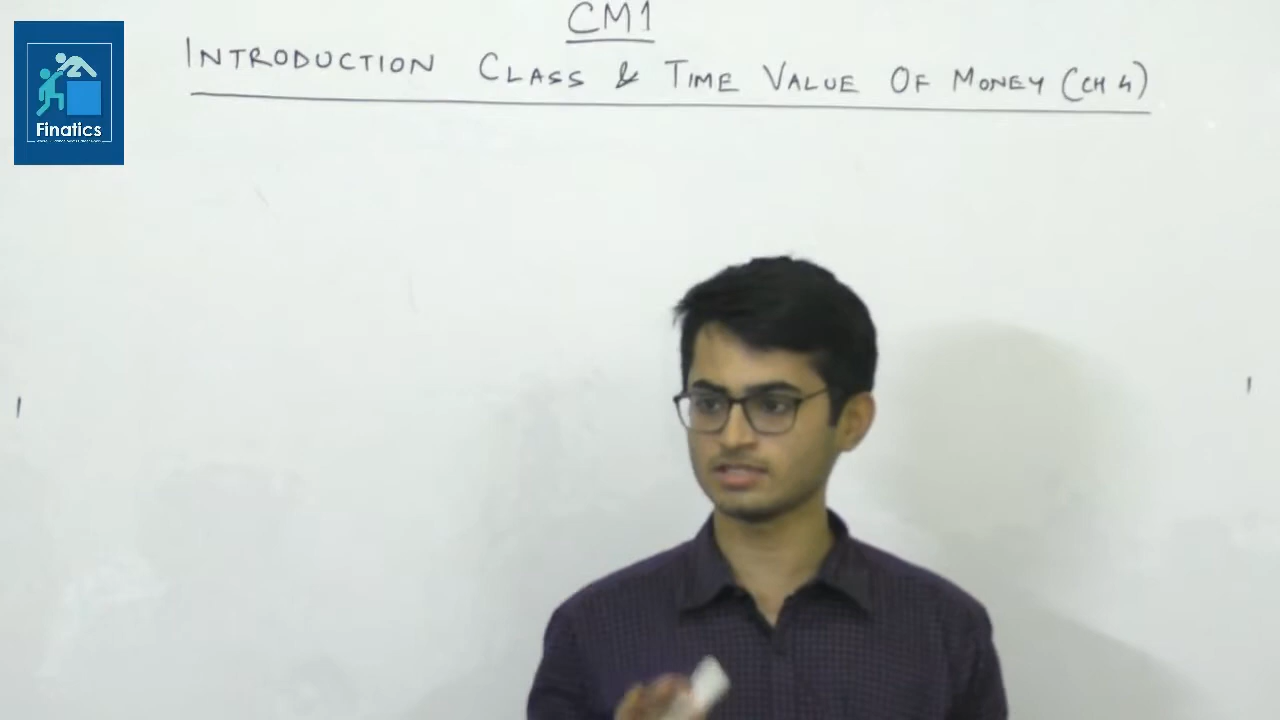 CM1
INTRODUCTION CLASS & TIME VALUE OF MONEY (CH 4)
Finatics